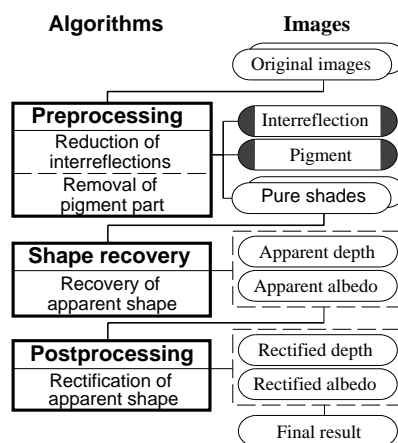 Algorithms
Images
Original images
Preprocessing
Reduction of
interreflections
Removal of
pigment part
Interreflection
Pigment
Pure shades
Shape recovery
Recovery of
apparent shape
Apparent depth
Apparent albedo
Postprocessing
Rectification of
apparent shape
Rectified depth
Rectified albedo
Final result